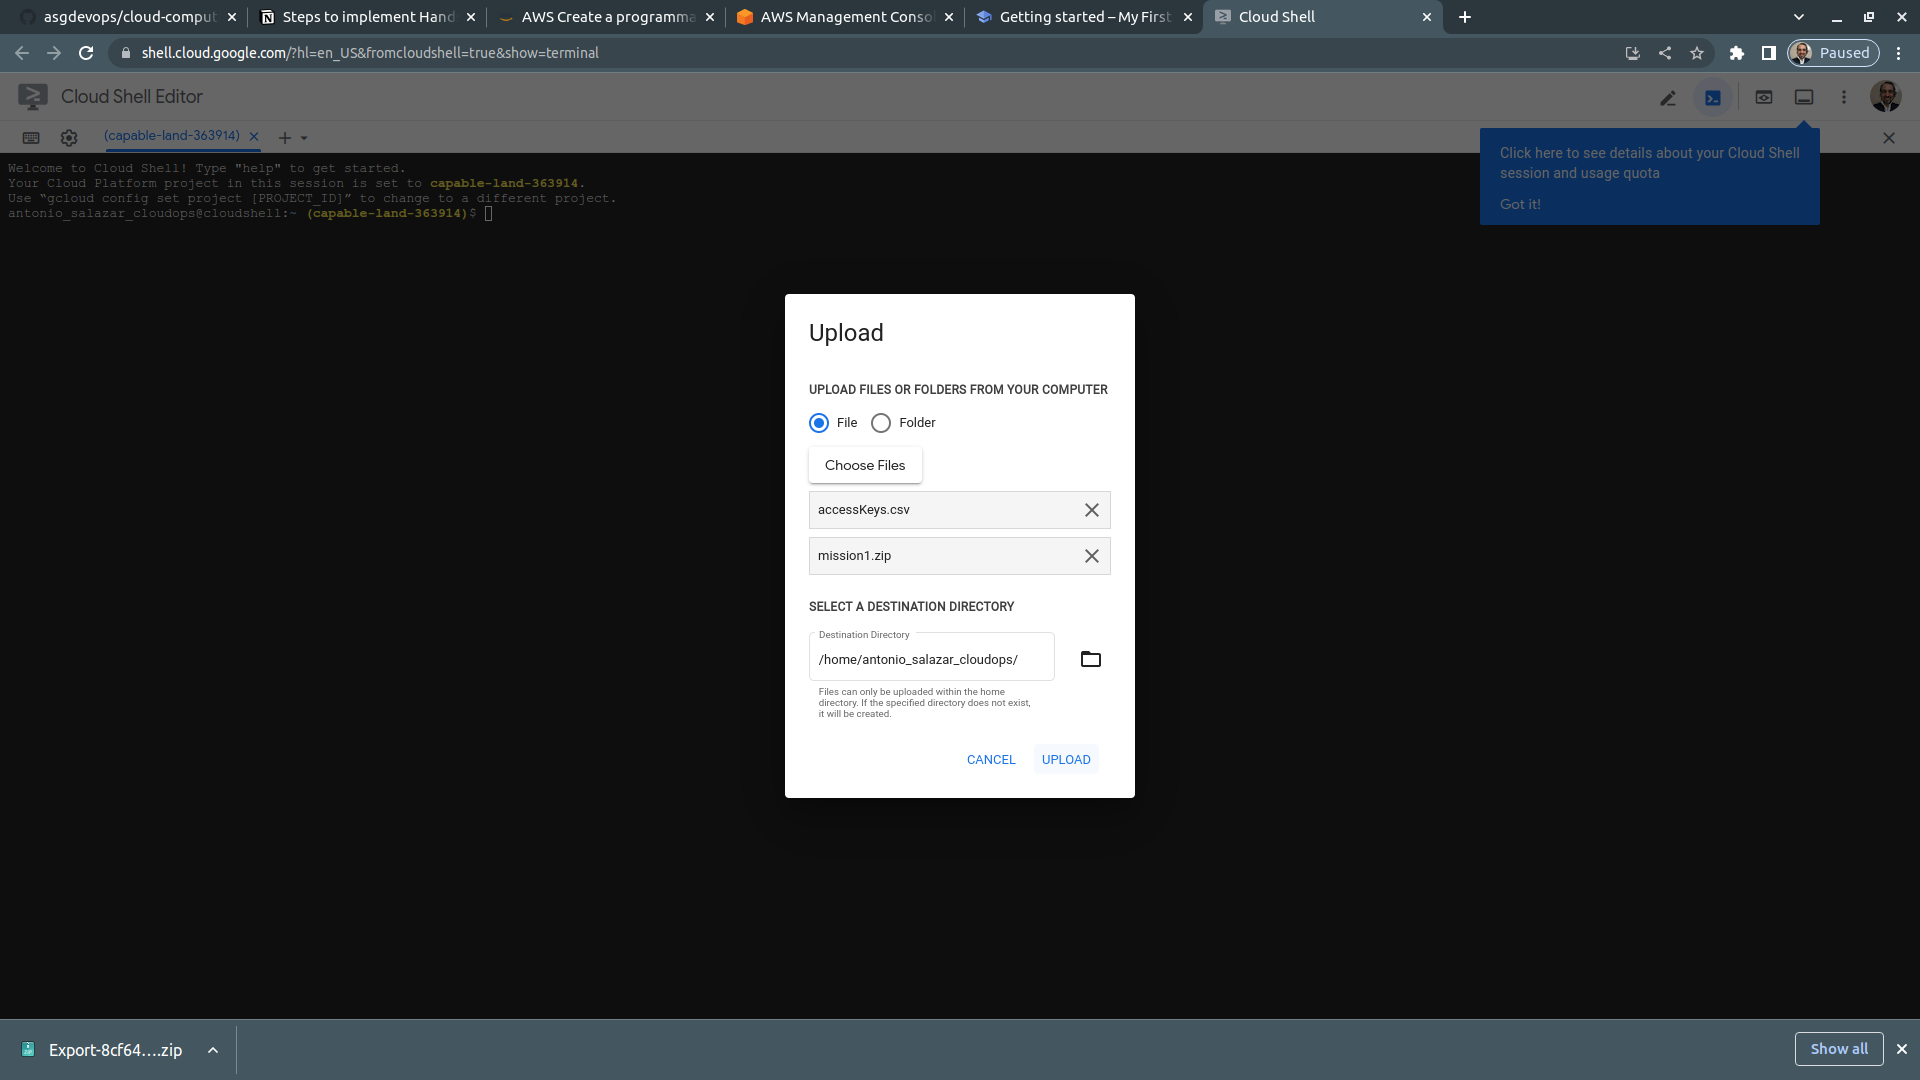 asgdevops/cloud-comput
Steps to implement Hand
AWS Create a programma
AWS Management Conso
Getting started – My First
Cloud Shell
shell.cloud.google.com/?hl=en_US&fromcloudshell=true&show=terminal
Paused
Cloud Shell Editor
(capable-land-363914)
Welcome to Cloud Shell! Type "help" to get started.
Your Cloud Platform project in this session is set to capable-land-363914.
Use “gcloud config set project [PROJECT_ID]” to change to a different project.
antonio_salazar_cloudops@cloudshell:~ (capable-land-363914)$
Click here to see details about your Cloud Shell
session and usage quota
Got it!
Upload
UPLOAD FILES OR FOLDERS FROM YOUR COMPUTER
File Folder
Choose Files
accessKeys.csv
mission1.zip
SELECT A DESTINATION DIRECTORY
Destination Directory
/home/antonio_salazar_cloudops/
Files can only be uploaded within the home
directory. If the specified directory does not exist,
it will be created.
CANCEL UPLOAD
Export-8cf64....zip
Show all